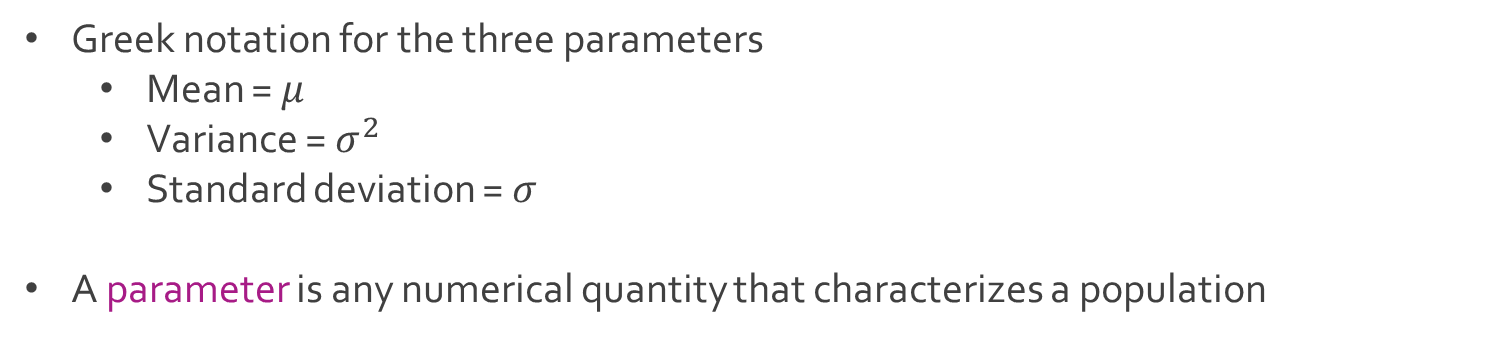 • Greek notation for the three parameters
• Mean = 𝜇
• Variance = 𝜎²
• Standard deviation = 𝜎
• A parameter is any numerical quantity that characterizes a population